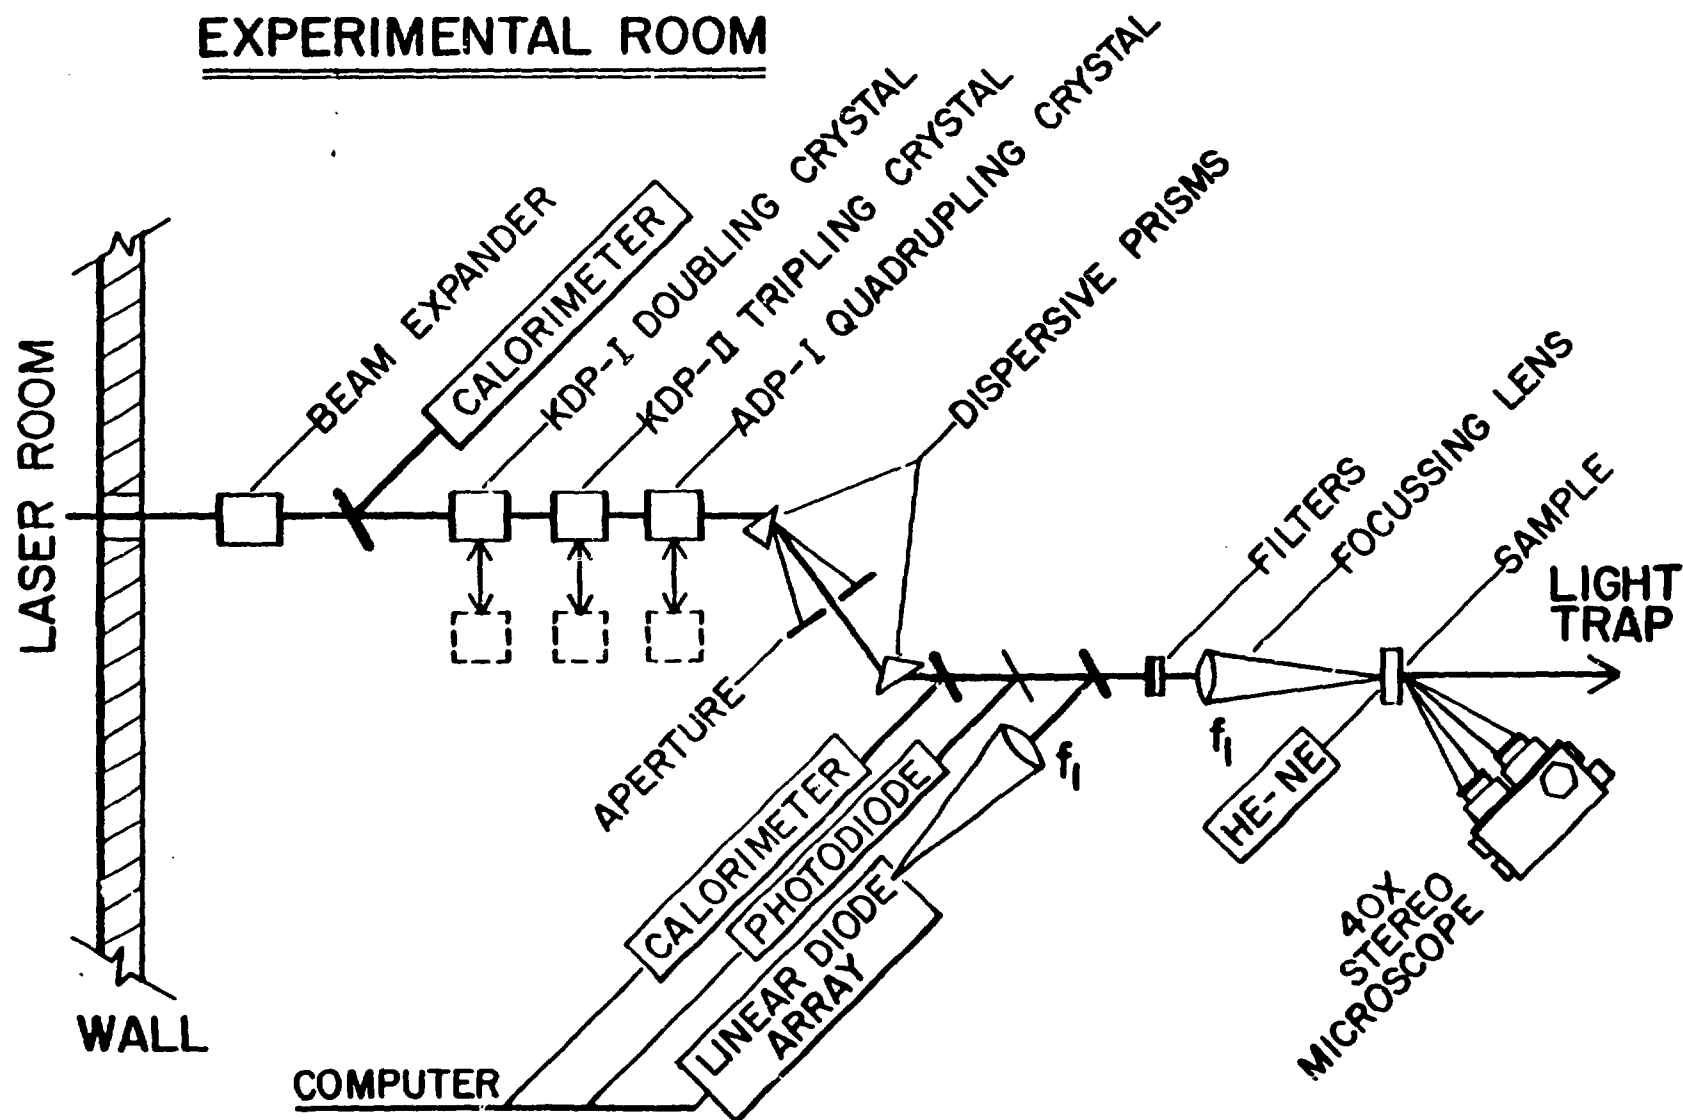 EXPERIMENTAL ROOM
LASER ROOM
BEAM EXPANDER
CALORIMETER
KDP-I DOUBLING CRYSTAL
KDP-II TRIPLING CRYSTAL
ADP-I QUADRUPLING CRYSTAL
DISPERSIVE PRISMS
FILTERS
FOCUSSING LENS
SAMPLE
LIGHT
TRAP
APERTURE
f1
f1
CALORIMETER
PHOTODIODE
LINEAR DIODE
ARRAY
HE-NE
40X
STEREO
MICROSCOPE
WALL
COMPUTER